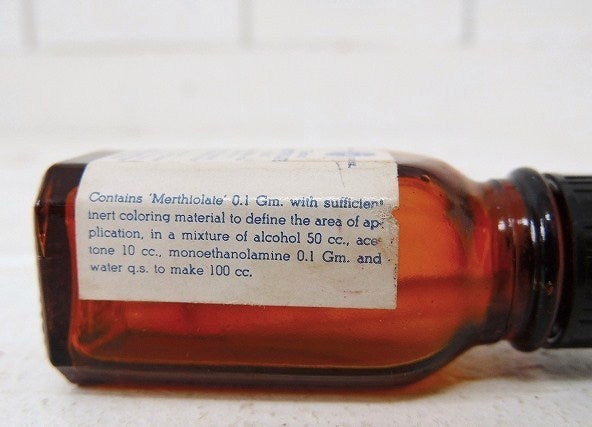 Contains 'Merthiolate' 0.1 Gm. with sufficient
inert coloring material to define the area of ap-
plication, in a mixture of alcohol 50 cc., ace-
tone 10 cc., monoethanolamine 0.1 Gm. and
water q.s. to make 100 cc.